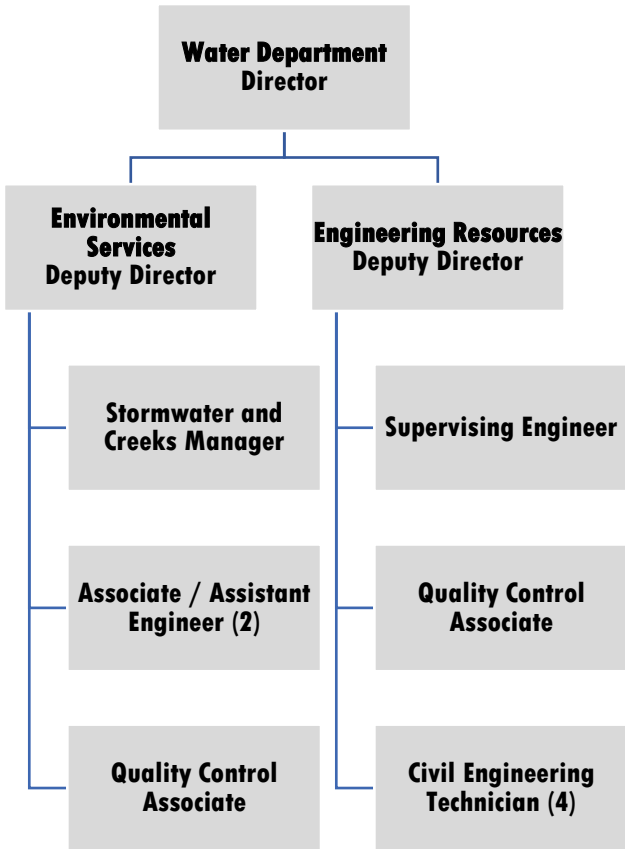 Water Department
Director
Environmental
Services
Deputy Director
Engineering Resources
Deputy Director
Stormwater and
Creeks Manager
Supervising Engineer
Associate / Assistant
Engineer (2)
Quality Control
Associate
Quality Control
Associate
Civil Engineering
Technician (4)